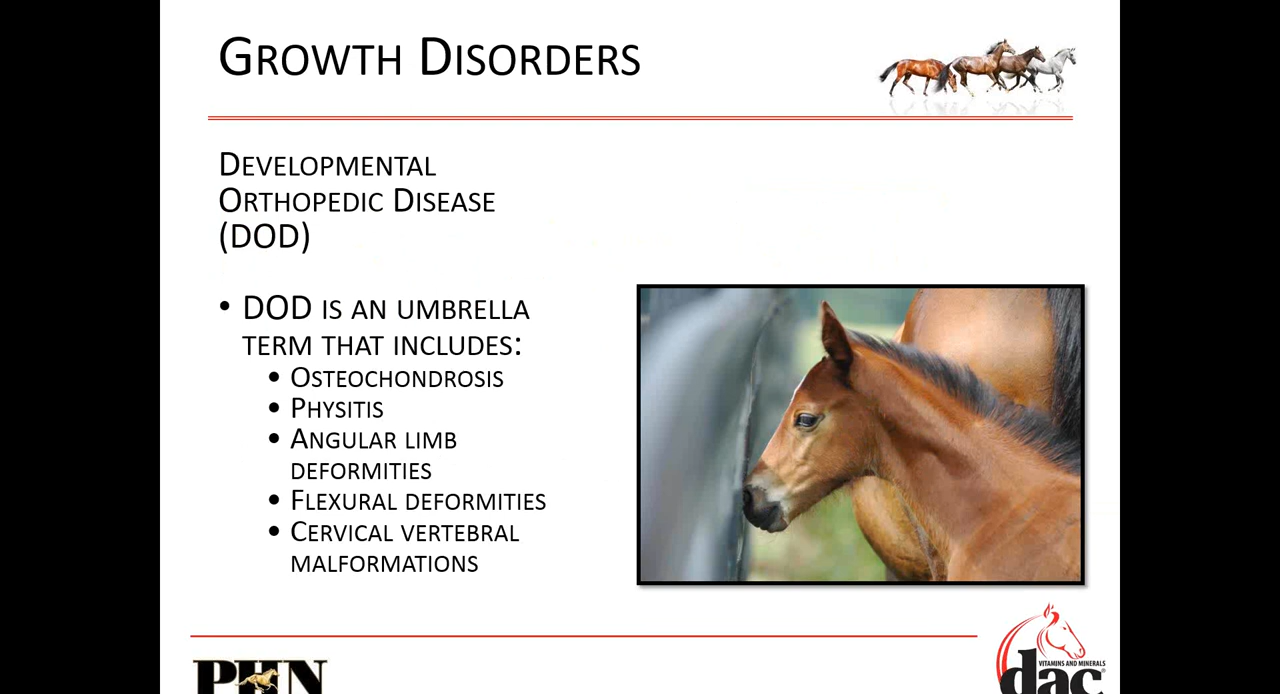 Growth Disorders
Developmental
Orthopedic Disease
(DOD)
• DOD is an umbrella
term that includes:
• Osteochondrosis
• Physitis
• Angular limb
deformities
• Flexural deformities
• Cervical vertebral
malformations
PHN
VITAMINS AND MINERALS
dac